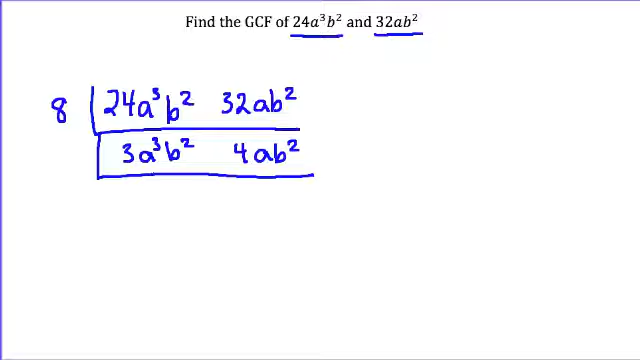 Find the GCF of 24a³b² and 32ab²
8 24a³b² 32ab²
3a³b² 4ab²